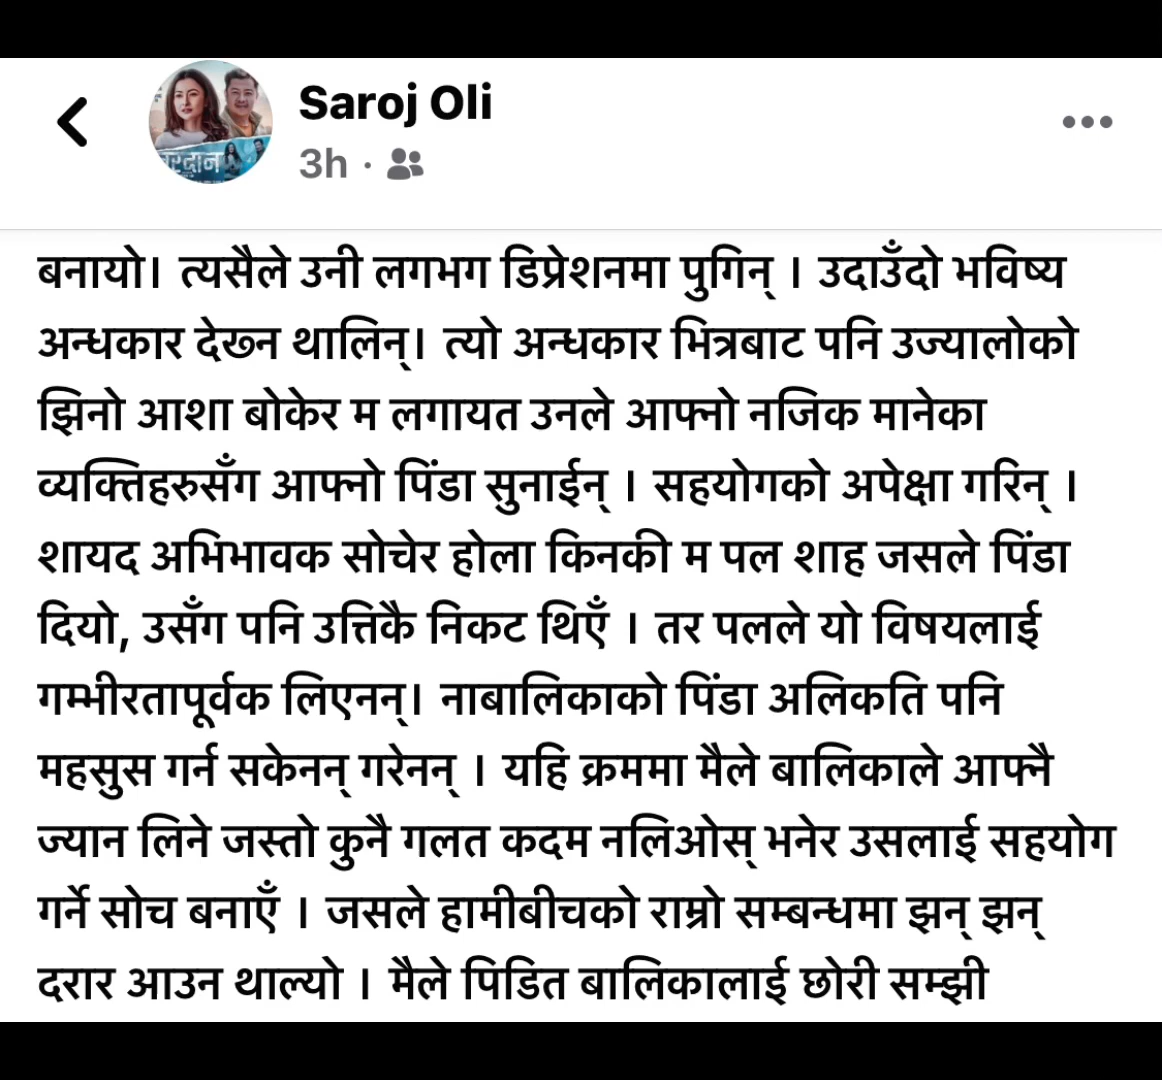 Saroj Oli
3h ·
रदान
बनायो। त्यसैले उनी लगभग डिप्रेशनमा पुगिन् । उदाउँदो भविष्य
अन्धकार देख्न थालिन्। त्यो अन्धकार भित्रबाट पनि उज्यालोको
झिनो आशा बोकेर म लगायत उनले आफ्नो नजिक मानेका
व्यक्तिहरुसँग आफ्नो पिंडा सुनाईन् । सहयोगको अपेक्षा गरिन् ।
शायद अभिभावक सोचेर होला किनकी म पल शाह जसले पिंडा
दियो, उसँग पनि उत्तिकै निकट थिएँ । तर पलले यो विषयलाई
गम्भीरतापूर्वक लिएनन्। नाबालिकाको पिंडा अलिकति पनि
महसुस गर्न सकेनन् गरेनन् । यहि क्रममा मैले बालिकाले आफ्नै
ज्यान लिने जस्तो कुनै गलत कदम नलिओस् भनेर उसलाई सहयोग
गर्ने सोच बनाएँ । जसले हामीबीचको राम्रो सम्बन्धमा झन् झन्
दरार आउन थाल्यो । मैले पिडित बालिकालाई छोरी सम्झी